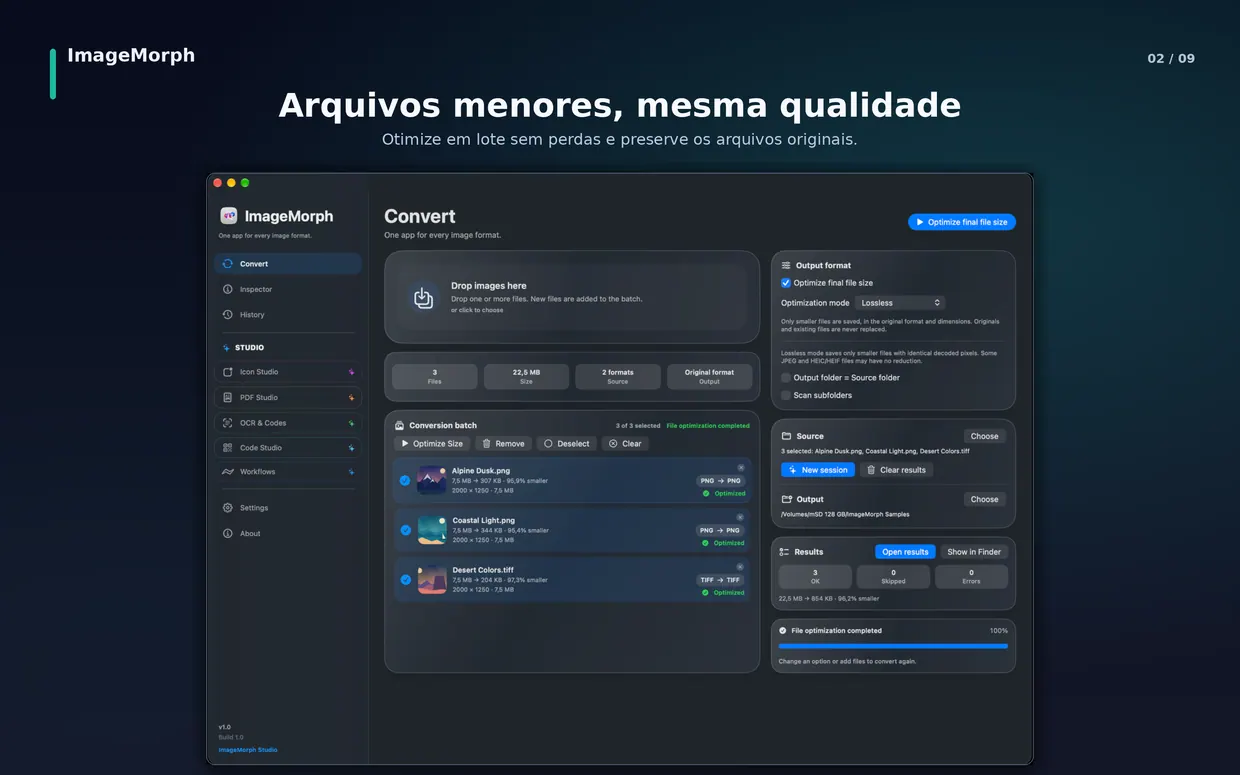 ImageMorph
02 / 09
Arquivos menores, mesma qualidade
Otimize em lote sem perdas e preserve os arquivos originais.
ImageMorph
One app for every image format.
Convert
Inspector
History
STUDIO
Icon Studio
PDF Studio
OCR & Codes
Code Studio
Workflows
Settings
About
v1.0
Build 1.0
ImageMorph Studio
Convert
One app for every image format.
Optimize final file size
Drop images here
Drop one or more files. New files are added to the batch.
or click to choose
3
Files
22,5 MB
Size
2 formats
Source
Original format
Output
Conversion batch
3 of 3 selected
File optimization completed
Optimize Size
Remove
Deselect
Clear
Alpine Dusk.png
7,5 MB → 307 KB · 95,9% smaller
2000 × 1250 · 7,5 MB
PNG → PNG
Optimized
Coastal Light.png
7,5 MB → 344 KB · 95,4% smaller
2000 × 1250 · 7,5 MB
PNG → PNG
Optimized
Desert Colors.tiff
7,5 MB → 204 KB · 97,3% smaller
2000 × 1250 · 7,5 MB
TIFF → TIFF
Optimized
Output format
Optimize final file size
Optimization mode
Lossless
Only smaller files are saved, in the original format and dimensions. Originals
and existing files are never replaced.
Lossless mode saves only smaller files with identical decoded pixels. Some
JPEG and HEIC/HEIF files may have no reduction.
Output folder = Source folder
Scan subfolders
Source
Choose
3 selected: Alpine Dusk.png, Coastal Light.png, Desert Colors.tiff
New session
Clear results
Output
Choose
/Volumes/mSD 128 GB/ImageMorph Samples
Results
Open results
Show in Finder
3
OK
0
Skipped
0
Errors
22,5 MB → 854 KB · 96,2% smaller
File optimization completed
100%
Change an option or add files to convert again.